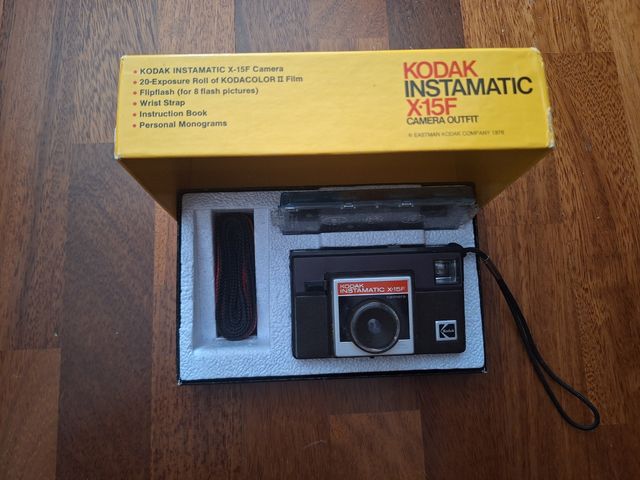 • KODAK INSTAMATIC X-15F Camera
• 20-Exposure Roll of KODACOLOR II Film
• Flipflash (for 8 flash pictures)
• Wrist Strap
• Instruction Book
• Personal Monograms
KODAK
INSTAMATIC
X-15F
CAMERA OUTFIT
© EASTMAN KODAK COMPANY 1976
KODAK
INSTAMATIC X-15F
camera
Kodak